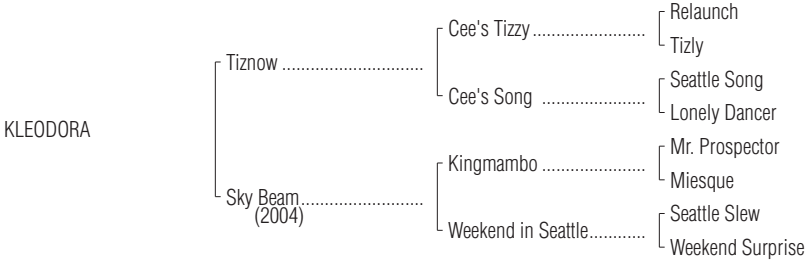 Relaunch
Cee's Tizzy ........................
Tizly
Tiznow ..............................
Seattle Song
Cee's Song ......................
Lonely Dancer
KLEODORA
Mr. Prospector
Kingmambo ......................
Miesque
Sky Beam..........................
(2004)
Seattle Slew
Weekend in Seattle............
Weekend Surprise